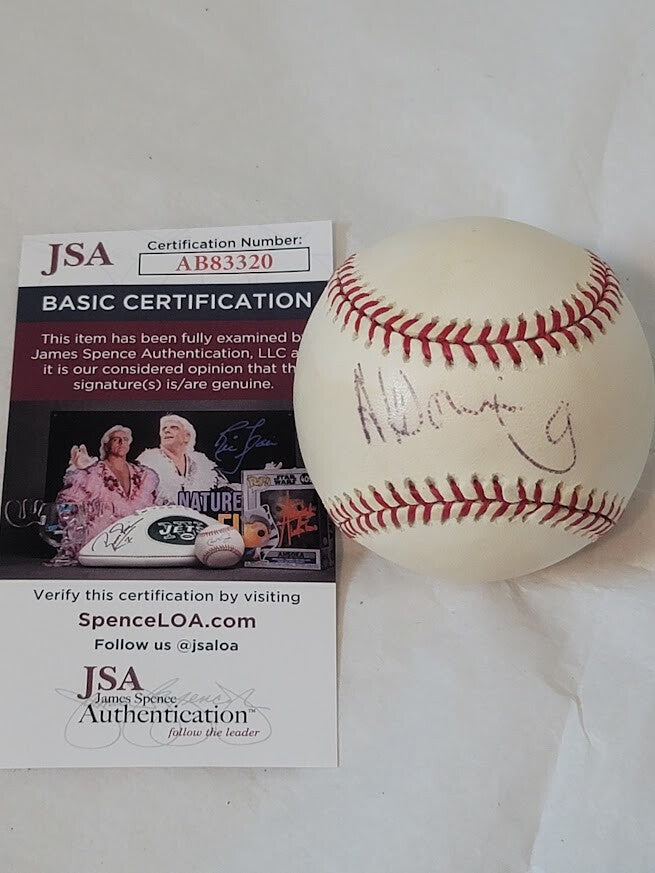 JSA
Certification Number:
AB83320
BASIC CERTIFICATION
This item has been fully examined b
James Spence Authentication, LLC a
it is our considered opinion that th
signature(s) is/are genuine.
NATURE
JETS
AHSOKA
Verify this certification by visiting
SpenceLOA.com
Follow us @jsaloa
JSA
James Spence
Authentication™
follow the leader